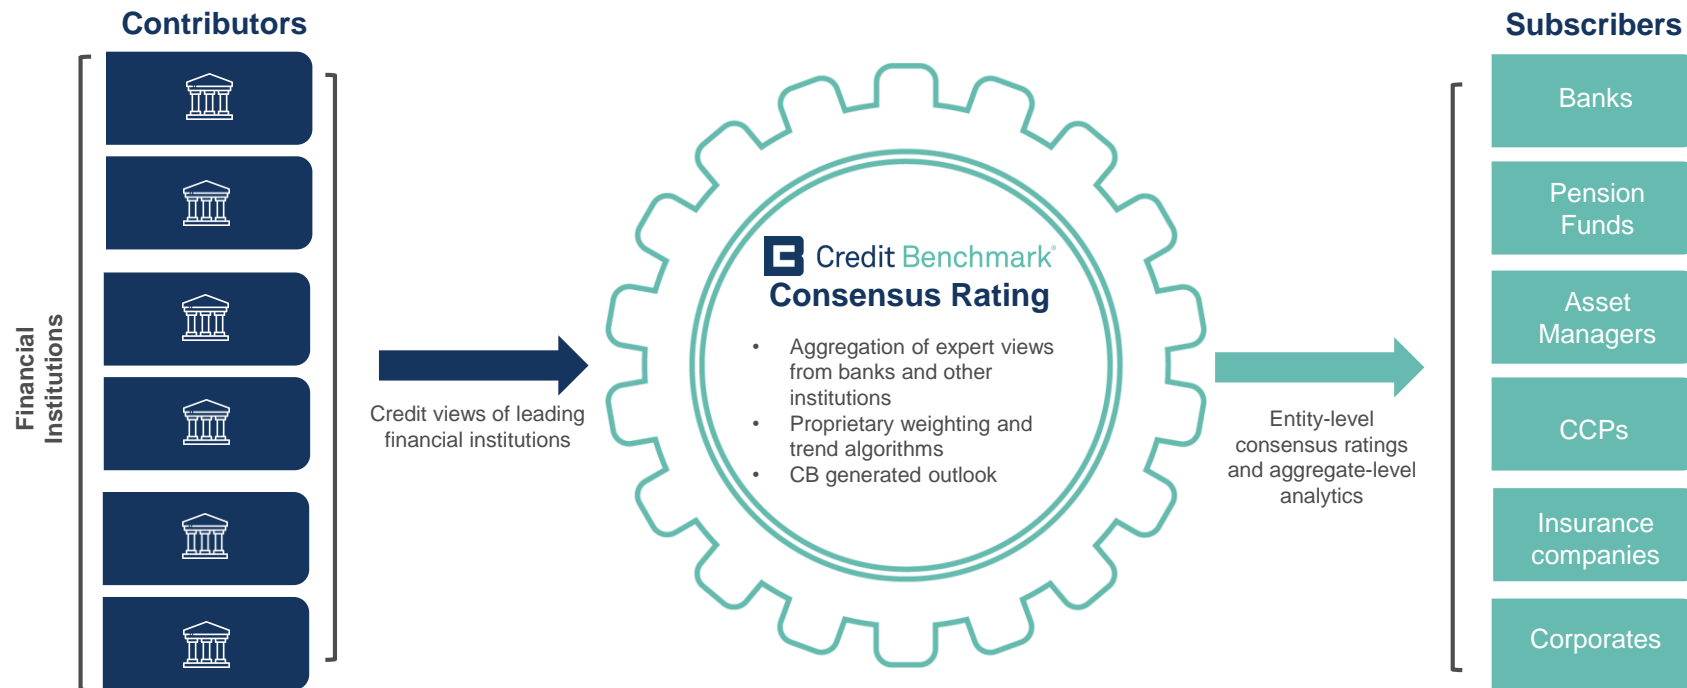 Contributors
Financial
Institutions
Credit views of leading
financial institutions
Credit Benchmark®
Consensus Rating
• Aggregation of expert views
from banks and other
institutions
• Proprietary weighting and
trend algorithms
• CB generated outlook
Entity-level
consensus ratings
and aggregate-level
analytics
Subscribers
Banks
Pension
Funds
Asset
Managers
CCPs
Insurance
companies
Corporates